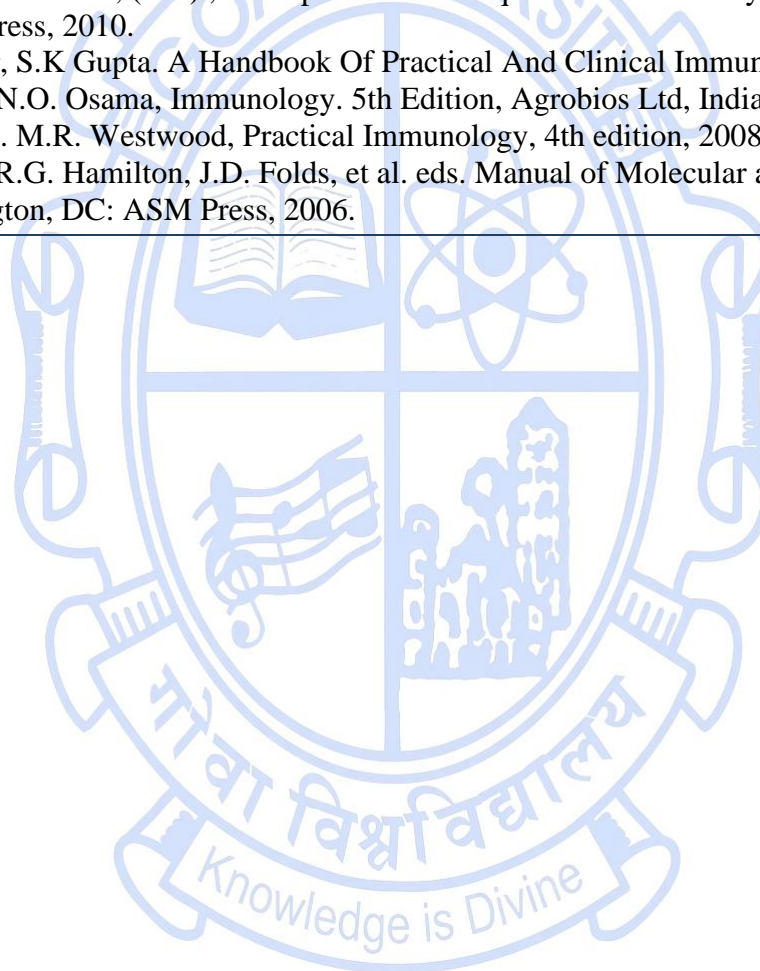 ress, 2010.
, S.K Gupta. A Handbook Of Practical And Clinical Immun
N.O. Osama, Immunology. 5th Edition, Agrobios Ltd, India
. M.R. Westwood, Practical Immunology, 4th edition, 2008
R.G. Hamilton, J.D. Folds, et al. eds. Manual of Molecular a
gton, DC: ASM Press, 2006.
गोवा विश्वविद्यालय
Knowledge is Divine